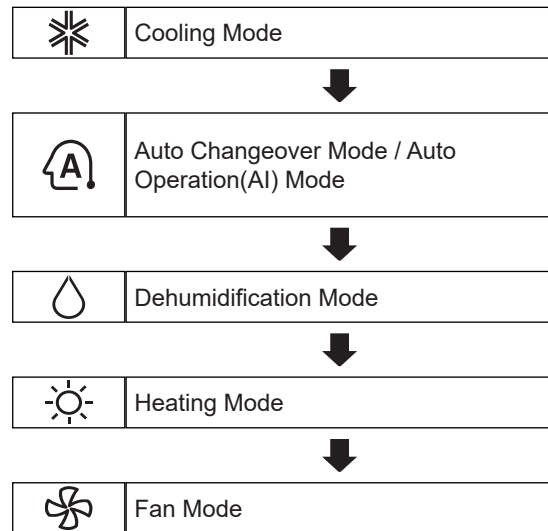 Cooling Mode
A
Auto Changeover Mode / Auto
Operation(AI) Mode
Dehumidification Mode
Heating Mode
Fan Mode